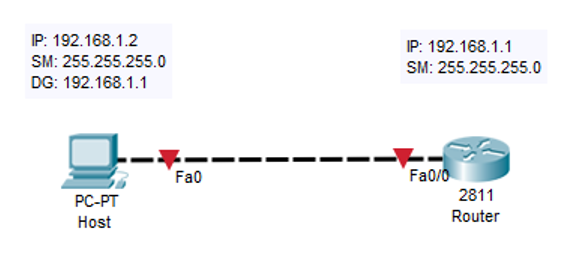 IP: 192.168.1.2
SM: 255.255.255.0
DG: 192.168.1.1
IP: 192.168.1.1
SM: 255.255.255.0
Fa0
Fa0/0
PC-PT
Host
2811
Router